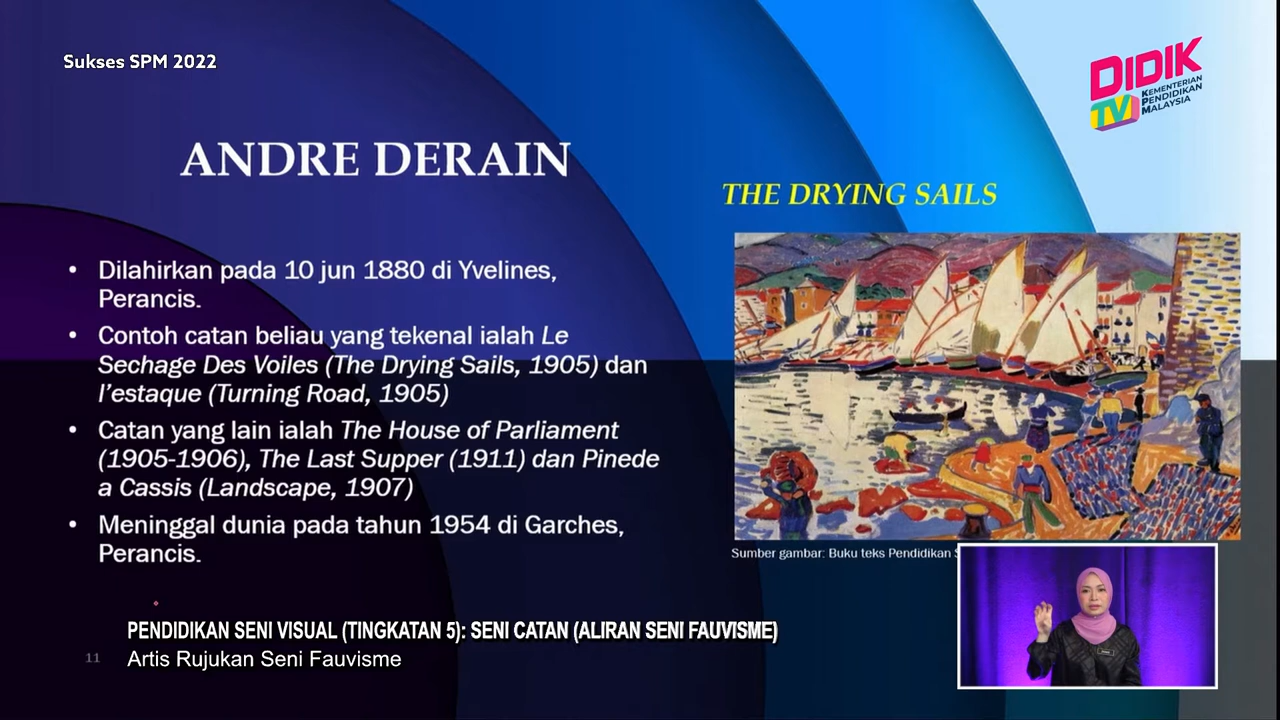 Sukses SPM 2022
DIDIK
TV
KEMENTERIAN
PENDIDIKAN
MALAYSIA
ANDRE DERAIN
THE DRYING SAILS
• Dilahirkan pada 10 jun 1880 di Yvelines,
Perancis.
• Contoh catan beliau yang tekenal ialah Le
Sechage Des Voiles (The Drying Sails, 1905) dan
l'estaque (Turning Road, 1905)
• Catan yang lain ialah The House of Parliament
(1905-1906), The Last Supper (1911) dan Pinede
a Cassis (Landscape, 1907)
• Meninggal dunia pada tahun 1954 di Garches,
Perancis.
Sumber gambar: Buku teks Pendidikan
PENDIDIKAN SENI VISUAL (TINGKATAN 5): SENI CATAN (ALIRAN SENI FAUVISME)
11
Artis Rujukan Seni Fauvisme